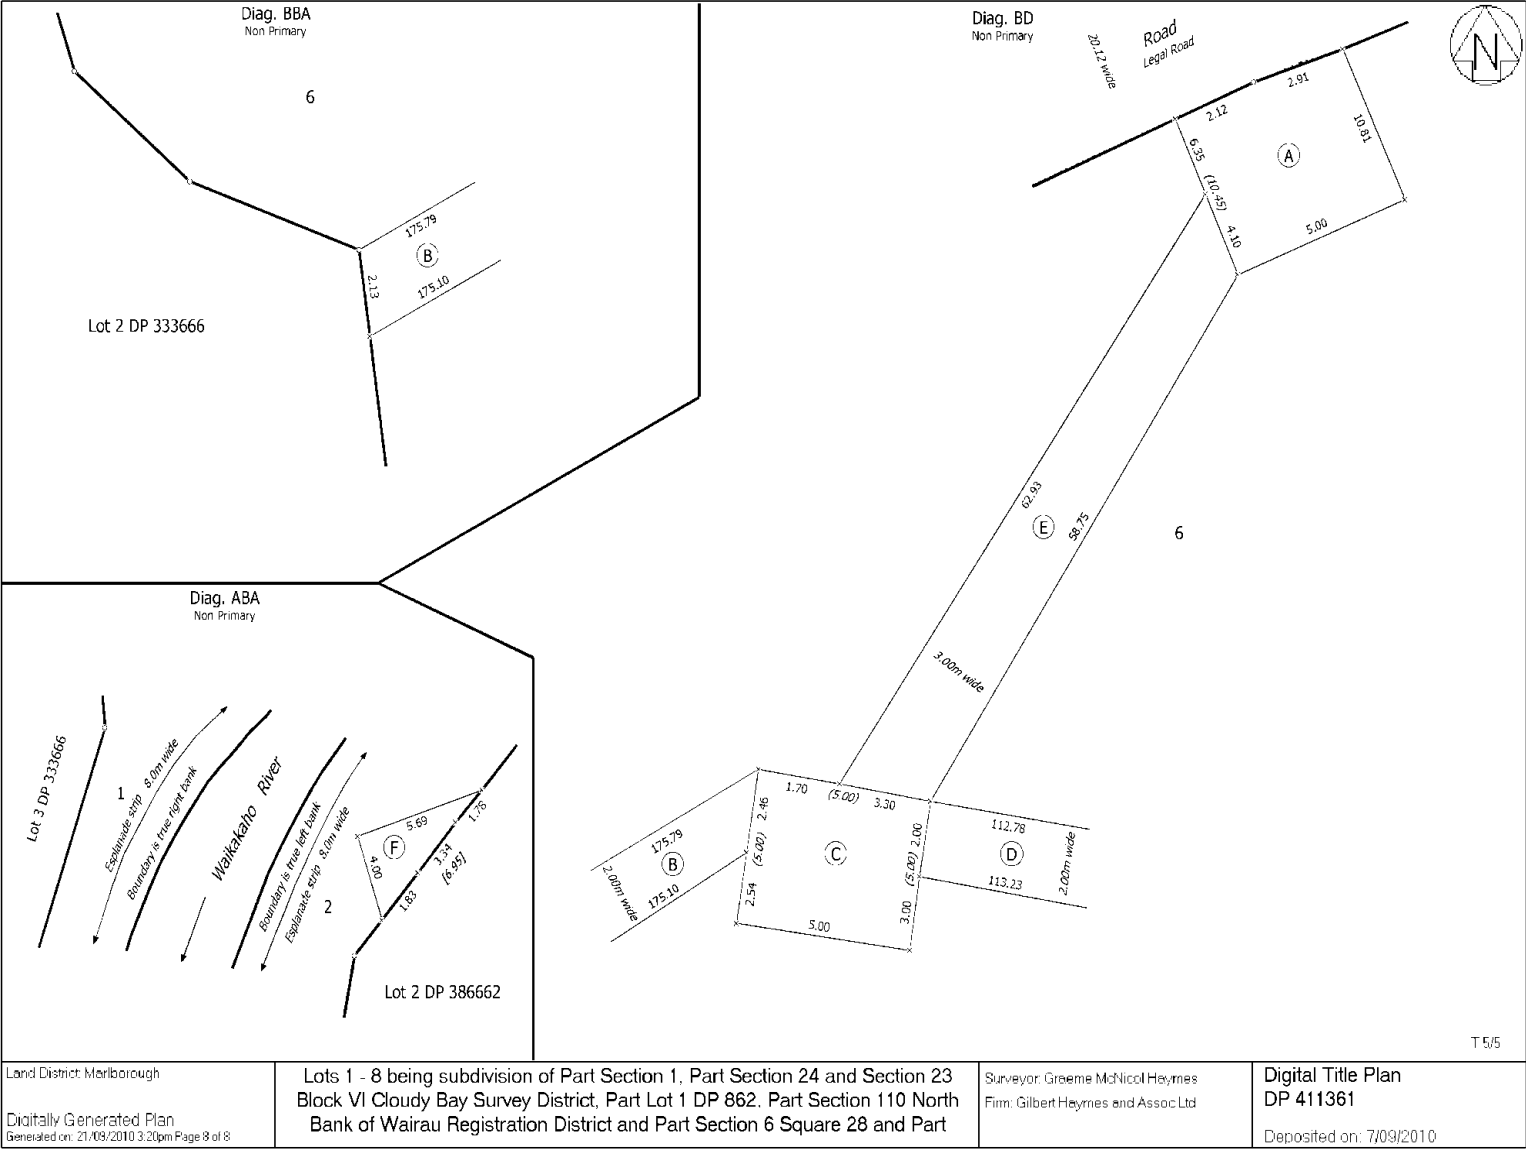 Diag. BBA
Non Primary
6
175.79
B
2.13
175.10
Lot 2 DP 333666
Diag. BD
Non Primary
20.12 wide
Road
Legal Road
N
2.12
2.91
6.35
(10.45)
4.10
A
10.81
5.00
62.93
E
58.75
6
3.00m wide
1.70
(5.00)
3.30
2.46
(5.00)
2.54
C
2.00
(5.00)
3.00
5.00
175.79
B
2.00m wide
175.10
112.78
D
2.00m wide
113.23
Diag. ABA
Non Primary
Lot 3 DP 333666
1
Esplanade strip 8.0m wide
Boundary is true right bank
Waikakaho River
Boundary is true left bank
Esplanade strip 8.0m wide
2
5.69
F
4.00
1.78
3.34
[6.95]
1.83
Lot 2 DP 386662
T 5/5
Land District: Marlborough
Digitally Generated Plan
Generated on: 21/09/2010 3:20pm Page 8 of 8
Lots 1 - 8 being subdivision of Part Section 1, Part Section 24 and Section 23
Block VI Cloudy Bay Survey District, Part Lot 1 DP 862, Part Section 110 North
Bank of Wairau Registration District and Part Section 6 Square 28 and Part
Surveyor: Graeme McNicol Haymes
Firm: Gilbert Haymes and Assoc Ltd
Digital Title Plan
DP 411361
Deposited on: 7/09/2010